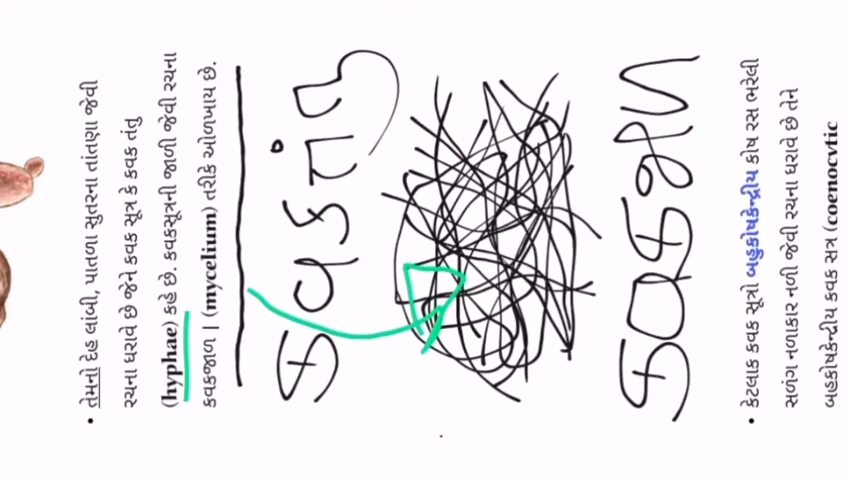 • તેમનો દેહ લાંબી, પાતળા સુતરના તાંતણા જેવી
રચના ધરાવે છે જેને કવક સૂત્ર કે કવક તંતુ
(hyphae) કહે છે. કવકસૂત્રની જાળી જેવી રચના
કવકજાળ | (mycelium) તરીકે ઓળખાય છે.
કવકતંતુ
કવકજાળ
• કેટલાક કવક સૂત્રો બહુકોષકેન્દ્રીય કોષ રસ ભરેલી
સળંગ નળાકાર નળી જેવી રચના ધરાવે છે તેને
બહુકોષકેન્દ્રીય કવક સૂત્ર (coenocytic